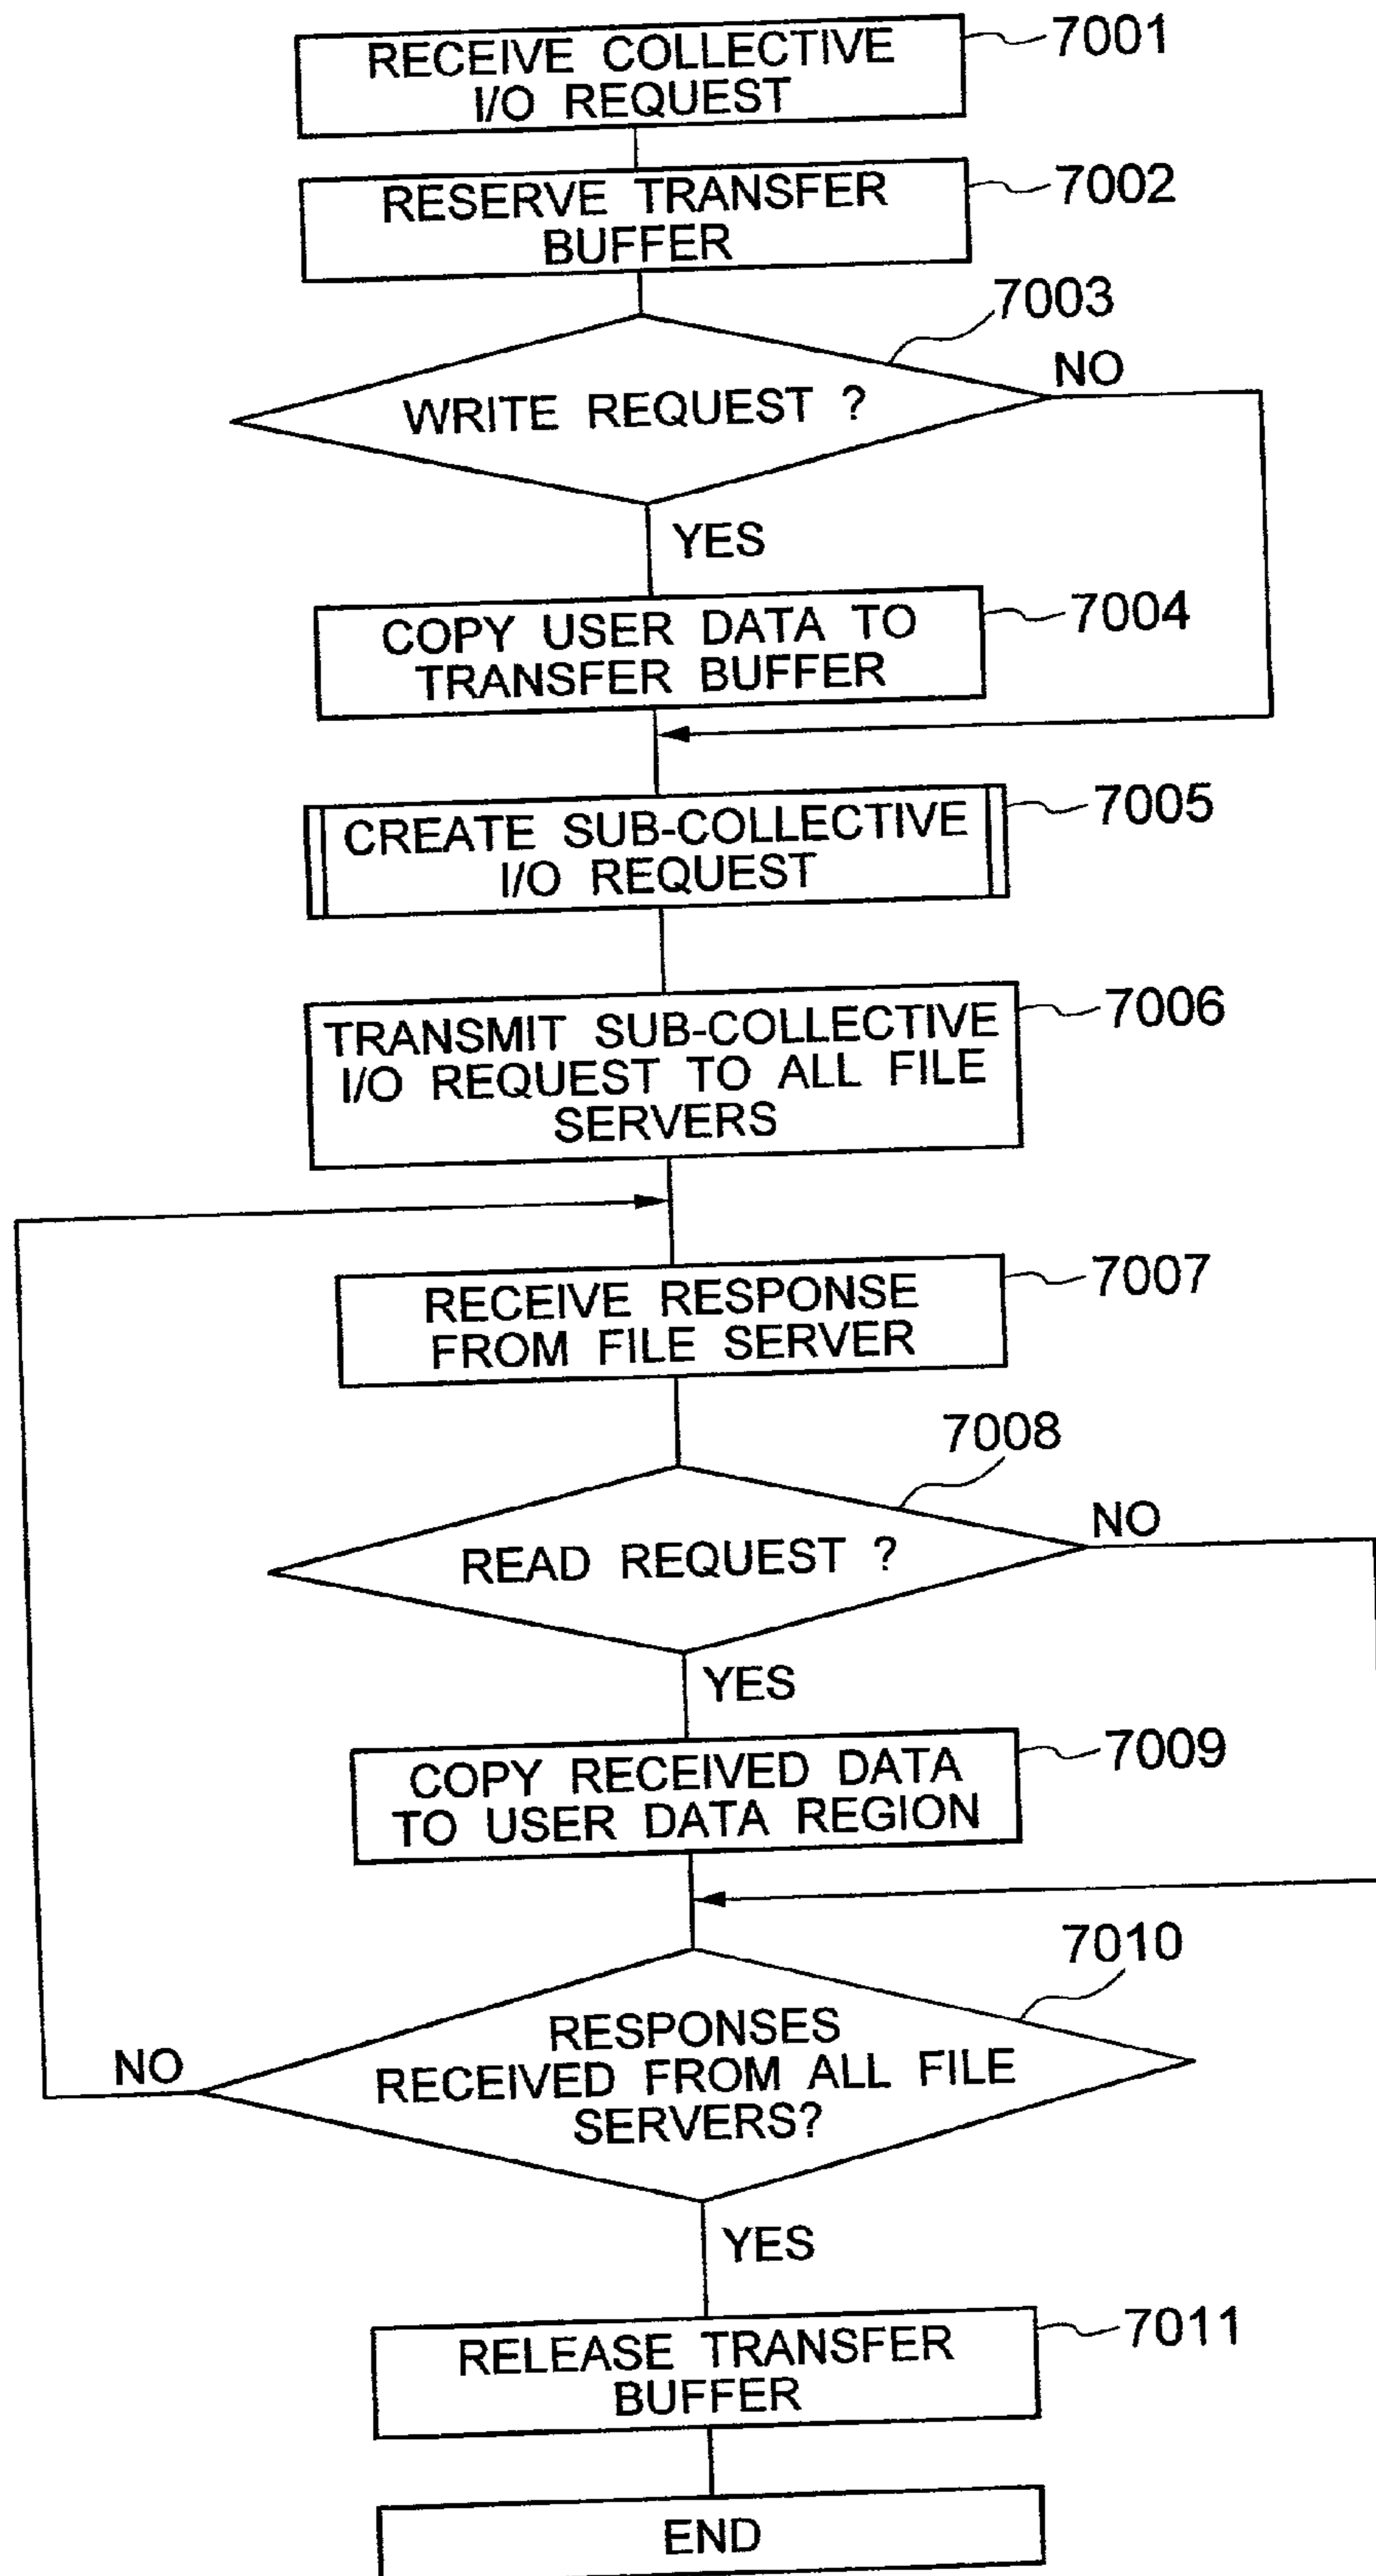 RECEIVE COLLECTIVE
I/O REQUEST
7001
RESERVE TRANSFER
BUFFER
7002
7003
WRITE REQUEST ?
NO
YES
COPY USER DATA TO
TRANSFER BUFFER
7004
CREATE SUB-COLLECTIVE
I/O REQUEST
7005
TRANSMIT SUB-COLLECTIVE
I/O REQUEST TO ALL FILE
SERVERS
7006
RECEIVE RESPONSE
FROM FILE SERVER
7007
7008
READ REQUEST ?
NO
YES
COPY RECEIVED DATA
TO USER DATA REGION
7009
7010
RESPONSES
RECEIVED FROM ALL FILE
SERVERS?
NO
YES
RELEASE TRANSFER
BUFFER
7011
END